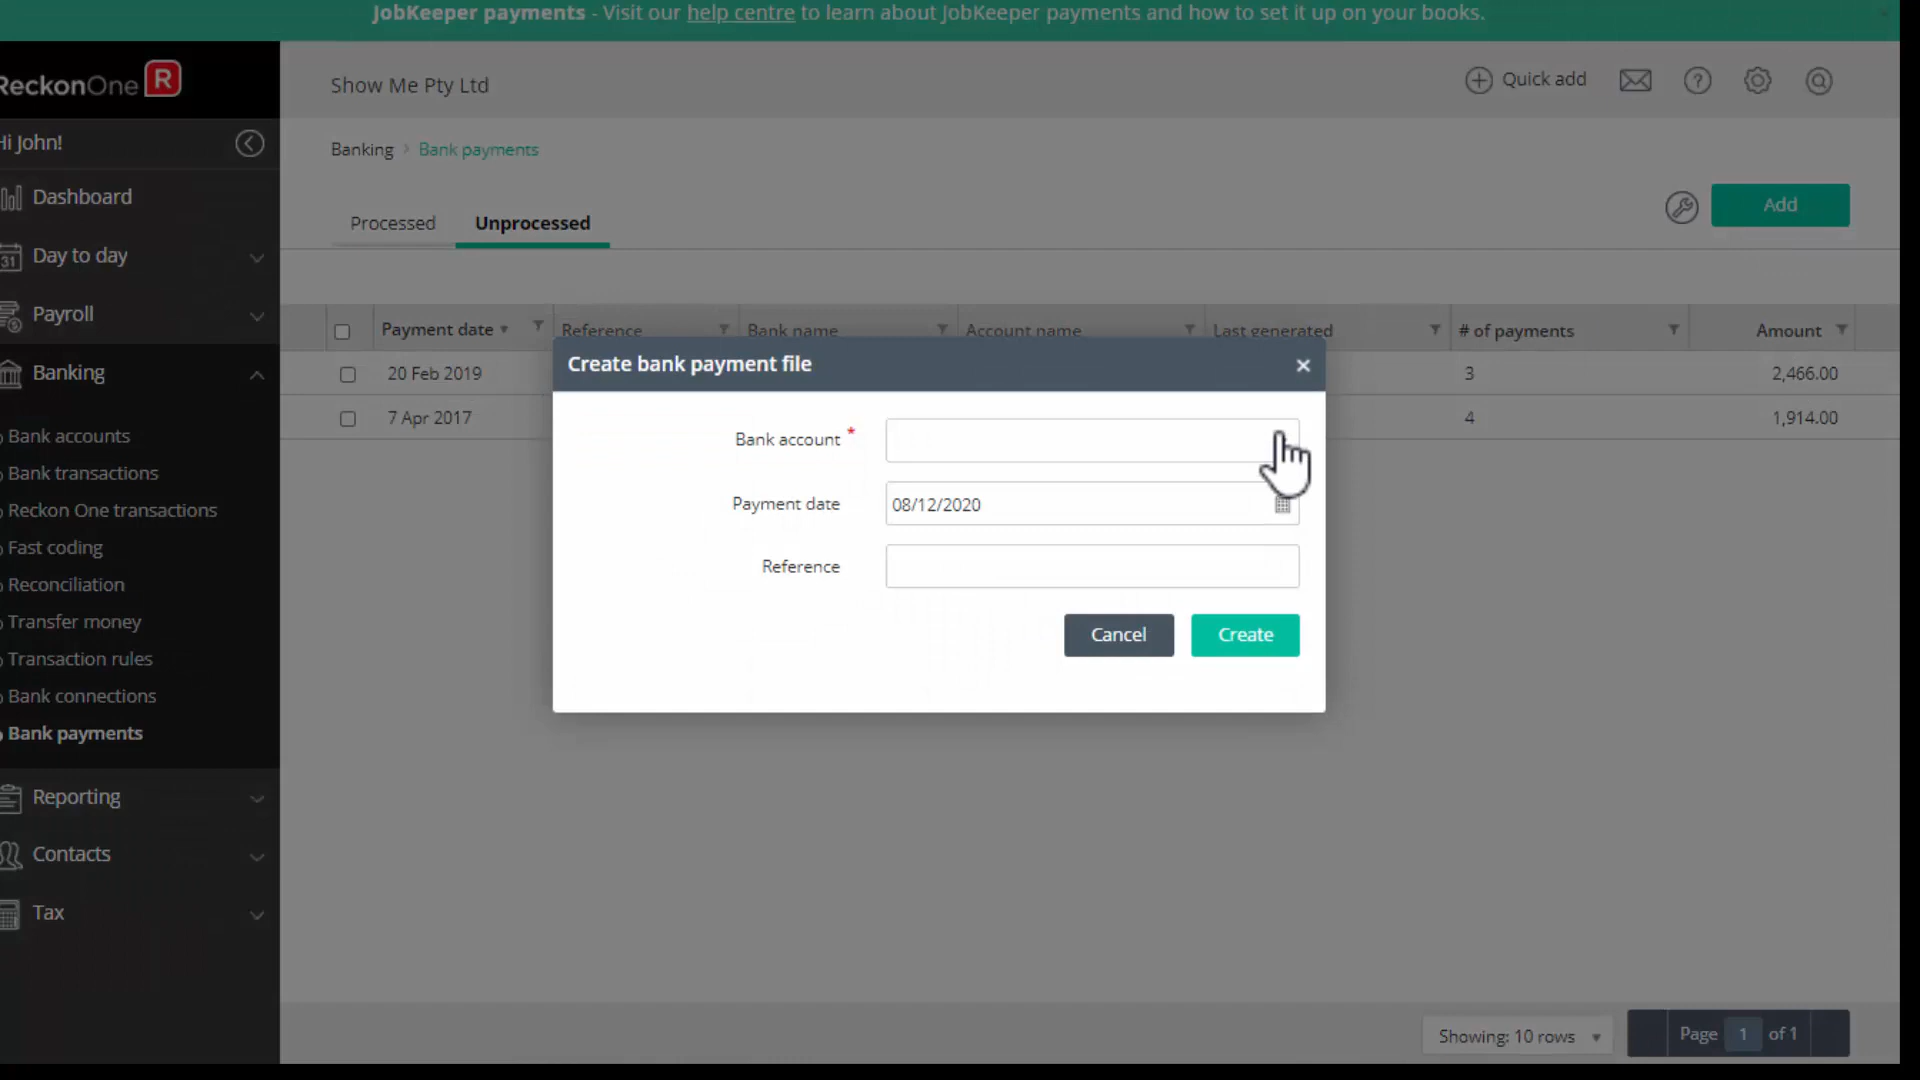 JobKeeper payments - Visit our help centre to learn about JobKeeper payments and how to set it up on your books.
ReckonOne R
Hi John!
Show Me Pty Ltd
Quick add
Banking > Bank payments
Processed
Unprocessed
Add
Dashboard
Day to day
31
Payroll
Banking
Bank accounts
Bank transactions
Reckon One transactions
Fast coding
Reconciliation
Transfer money
Transaction rules
Bank connections
Bank payments
Reporting
Contacts
Tax
Payment date
Reference
Bank name
Account name
Last generated
# of payments
Amount
20 Feb 2019
3
2,466.00
7 Apr 2017
4
1,914.00
Create bank payment file
×
Bank account *
Payment date
08/12/2020
Reference
Cancel
Create
Showing: 10 rows
Page 1 of 1